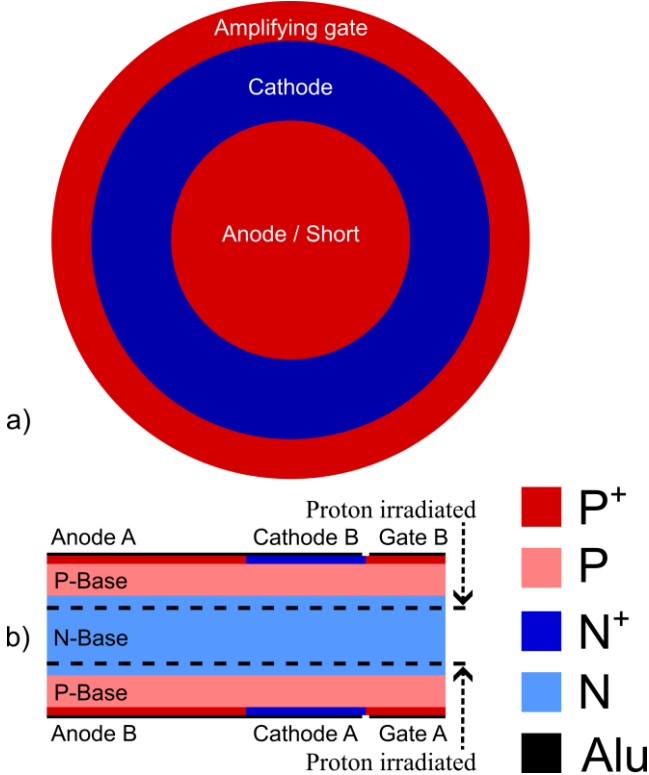 Amplifying gate
Cathode
Anode / Short
a)
Proton irradiated
Anode A Cathode B Gate B
P-Base
b) N-Base
P-Base
Anode B Cathode A Gate A
Proton irradiated
P+
P
N+
N
Alu